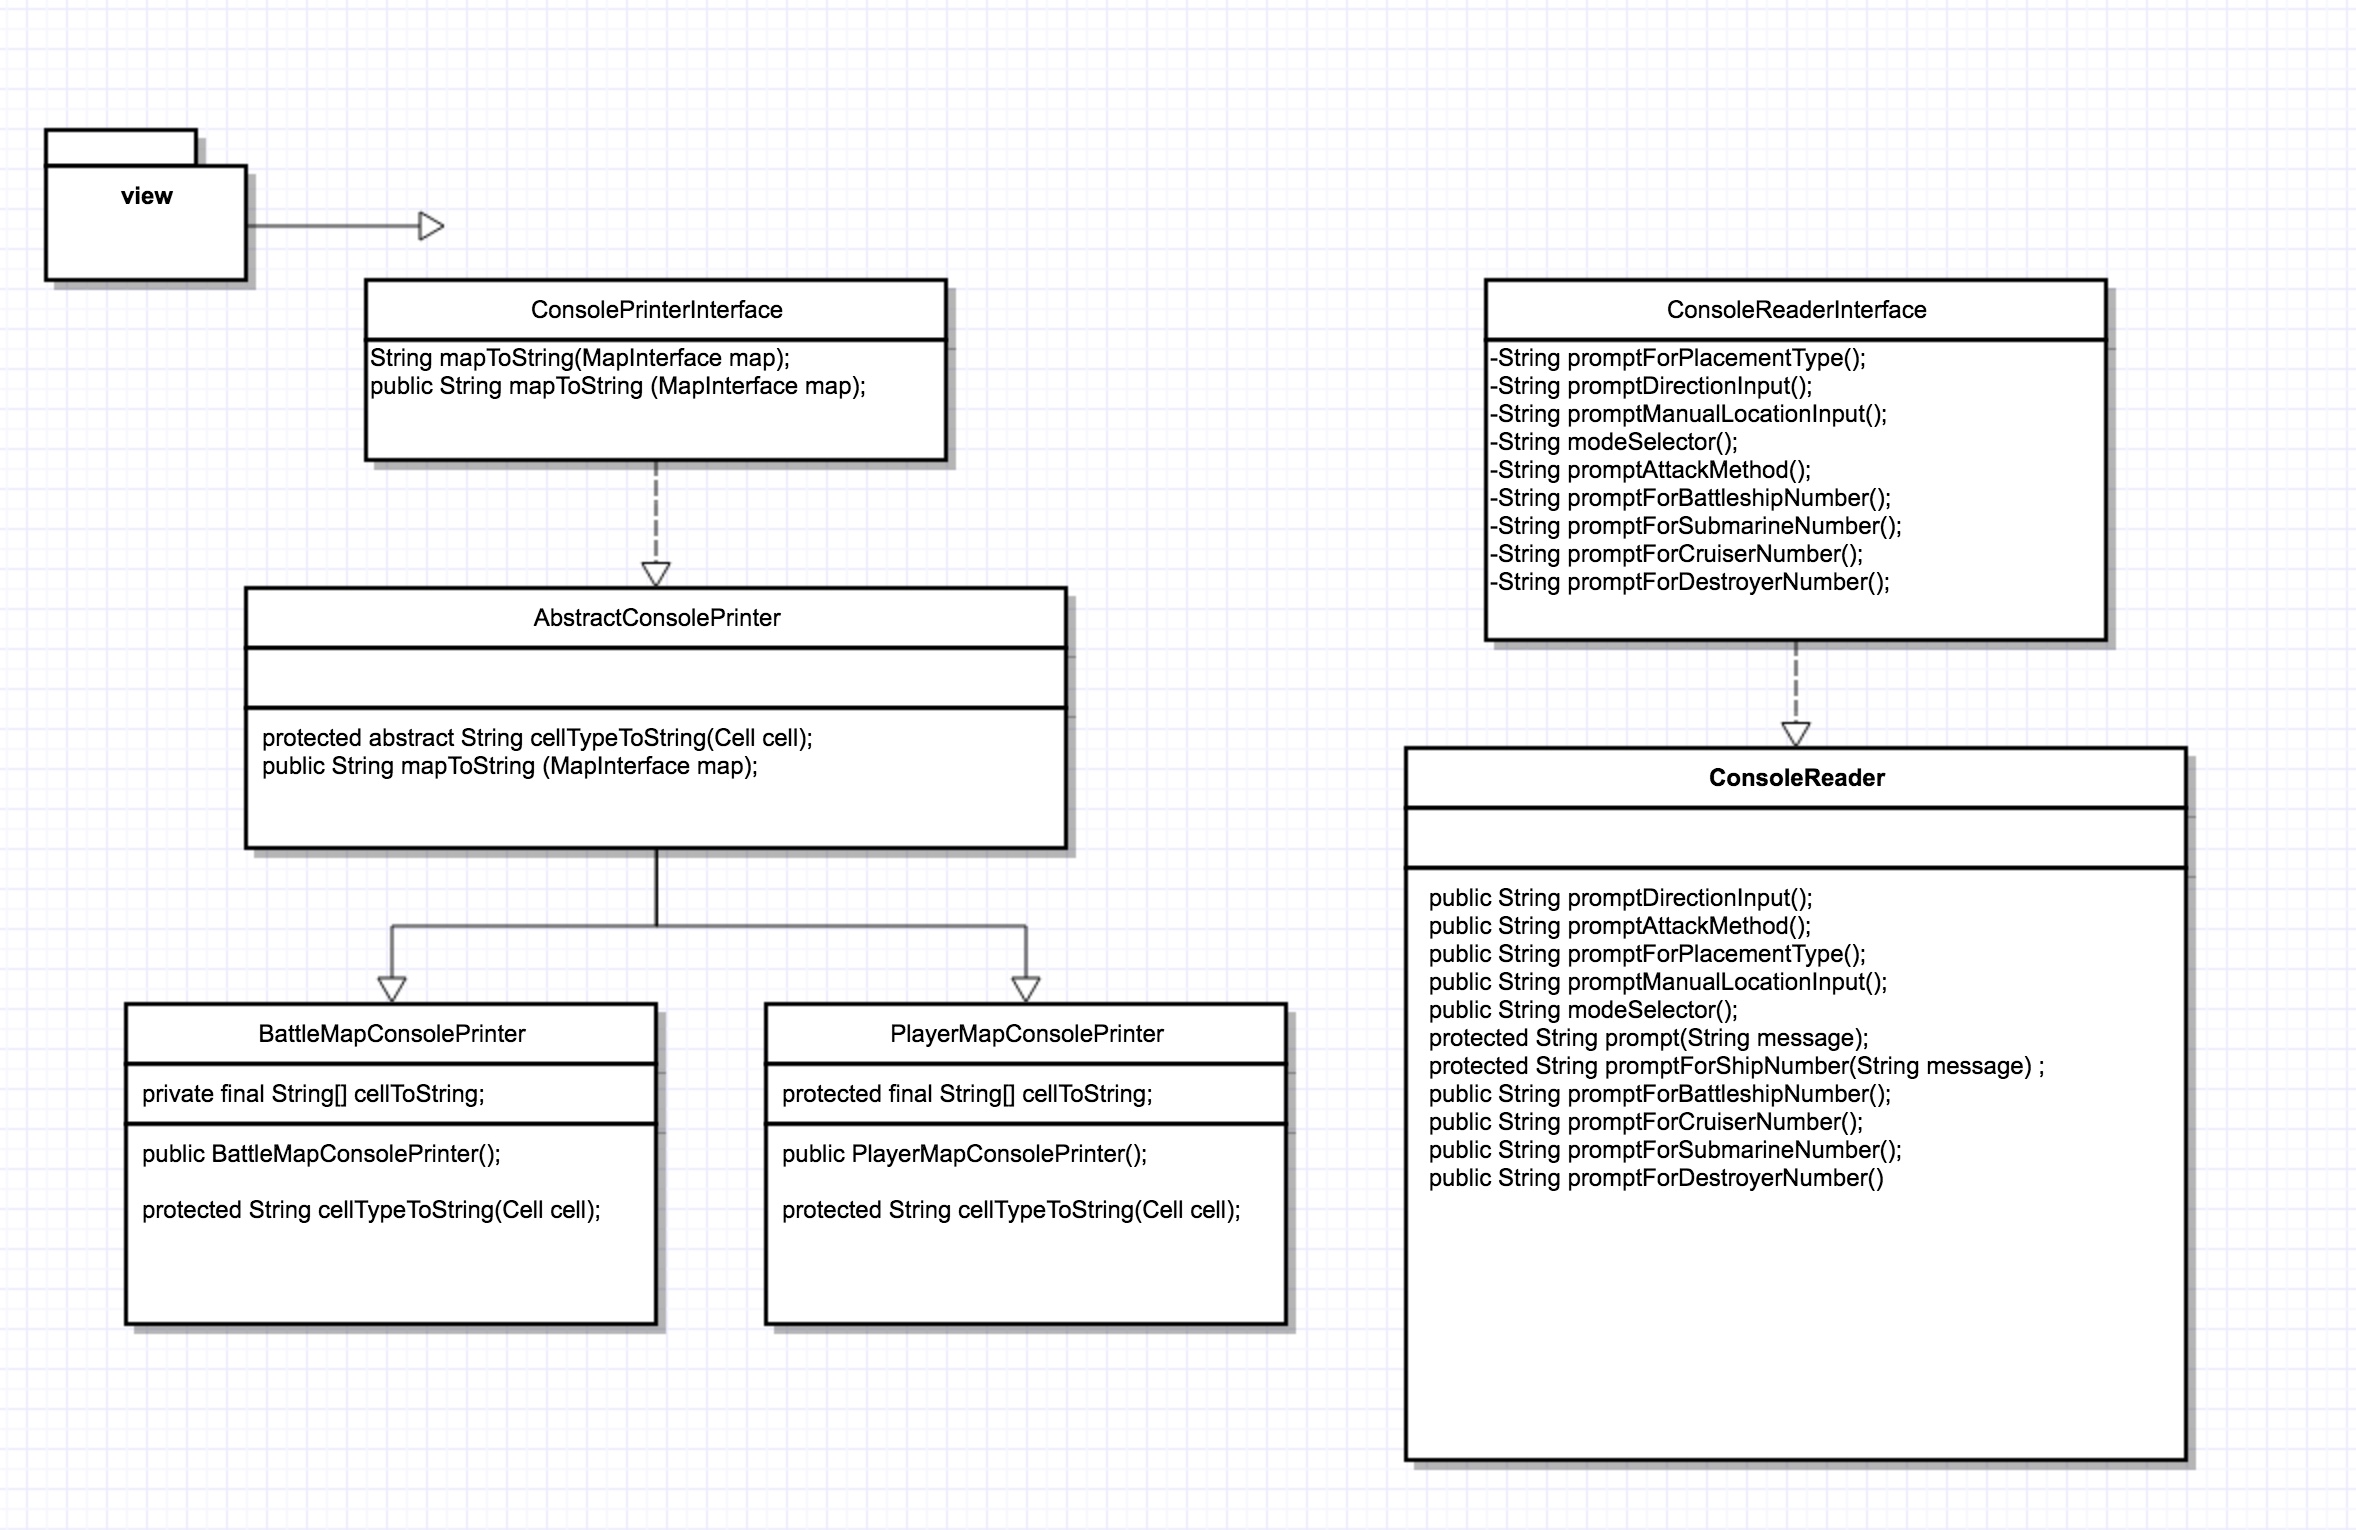 view
ConsolePrinterInterface
String mapToString(MapInterface map);
public String mapToString (MapInterface map);
AbstractConsolePrinter
protected abstract String cellTypeToString(Cell cell);
public String mapToString (MapInterface map);
BattleMapConsolePrinter
private final String[] cellToString;
public BattleMapConsolePrinter();
protected String cellTypeToString(Cell cell);
PlayerMapConsolePrinter
protected final String[] cellToString;
public PlayerMapConsolePrinter();
protected String cellTypeToString(Cell cell);
ConsoleReaderInterface
-String promptForPlacementType();
-String promptDirectionInput();
-String promptManualLocationInput();
-String modeSelector();
-String promptAttackMethod();
-String promptForBattleshipNumber();
-String promptForSubmarineNumber();
-String promptForCruiserNumber();
-String promptForDestroyerNumber();
ConsoleReader
public String promptDirectionInput();
public String promptAttackMethod();
public String promptForPlacementType();
public String promptManualLocationInput();
public String modeSelector();
protected String prompt(String message);
protected String promptForShipNumber(String message) ;
public String promptForBattleshipNumber();
public String promptForCruiserNumber();
public String promptForSubmarineNumber();
public String promptForDestroyerNumber()